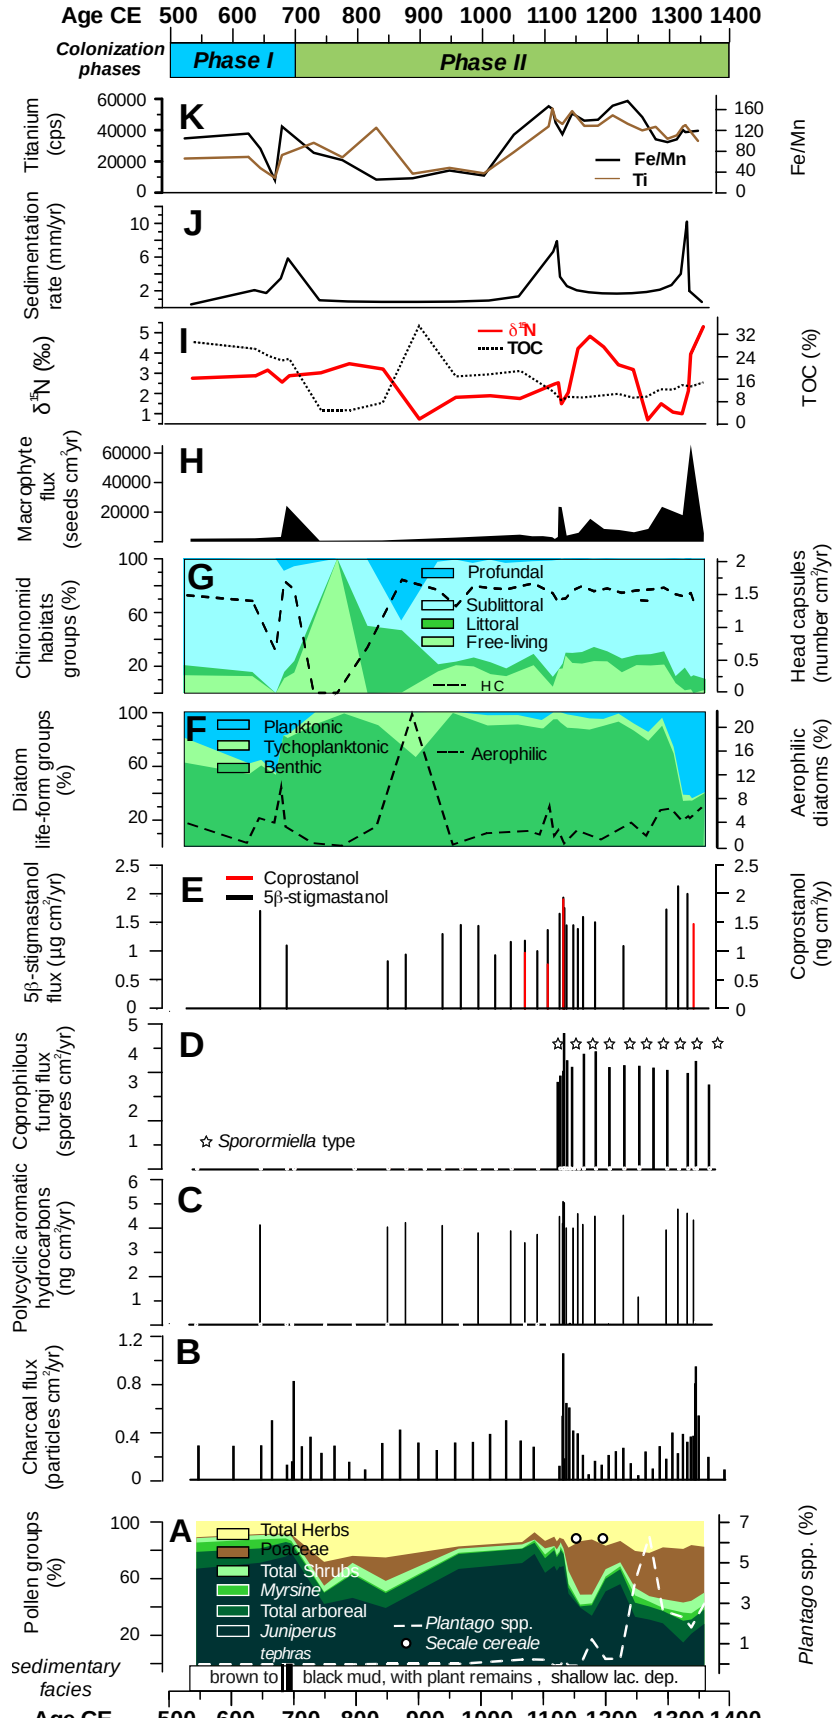 Age CE 500 600 700 800 900 1000 1100 1200 1300 1400
Colonization
phases
Phase I
Phase II
K
Titanium
(cps)
60000
40000
20000
0
160
120
80
40
0
Fe/Mn
Fe/Mn
Ti
J
Sedimentation
rate (mm/yr)
10
6
2
I
δ15N (‰)
5
4
3
2
1
δ15N
TOC
32
24
16
8
0
TOC (%)
H
Macrophyte
flux
(seeds cm2yr)
60000
40000
20000
G
Chironomid
habitats
groups (%)
100
60
20
Profundal
Sublittoral
Littoral
Free-living
HC
2
1.5
1
0.5
0
Head capsules
(number cm2/yr)
F
Diatom
life-form groups
(%)
100
60
20
Planktonic
Tychoplanktonic
Benthic
Aerophilic
20
16
12
8
4
0
Aerophilic
diatoms (%)
E
5β-stigmastanol
flux (µg cm2/yr)
2.5
2
1.5
1
0.5
0
Coprostanol
5β-stigmastanol
2.5
2
1.5
1
0.5
0
Coprostanol
(ng cm2/y)
D
Coprophilous
fungi flux
(spores cm2/yr)
5
4
3
2
1
Sporormiella type
C
Polycyclic aromatic
hydrocarbons
(ng cm2/yr)
6
5
4
3
2
1
B
Charcoal flux
(particles cm2/yr)
1.2
0.8
0.4
0
A
Pollen groups
(%)
100
60
20
Total Herbs
Poaceae
Total Shrubs
Myrsine
Total arboreal
Juniperus
tephras
Plantago spp.
Secale cereale
7
5
3
1
Plantago spp. (%)
sedimentary
facies
brown to black mud, with plant remains , shallow lac. dep.
Age CE 500 600 700 800 900 1000 1100 1200 1300 1400